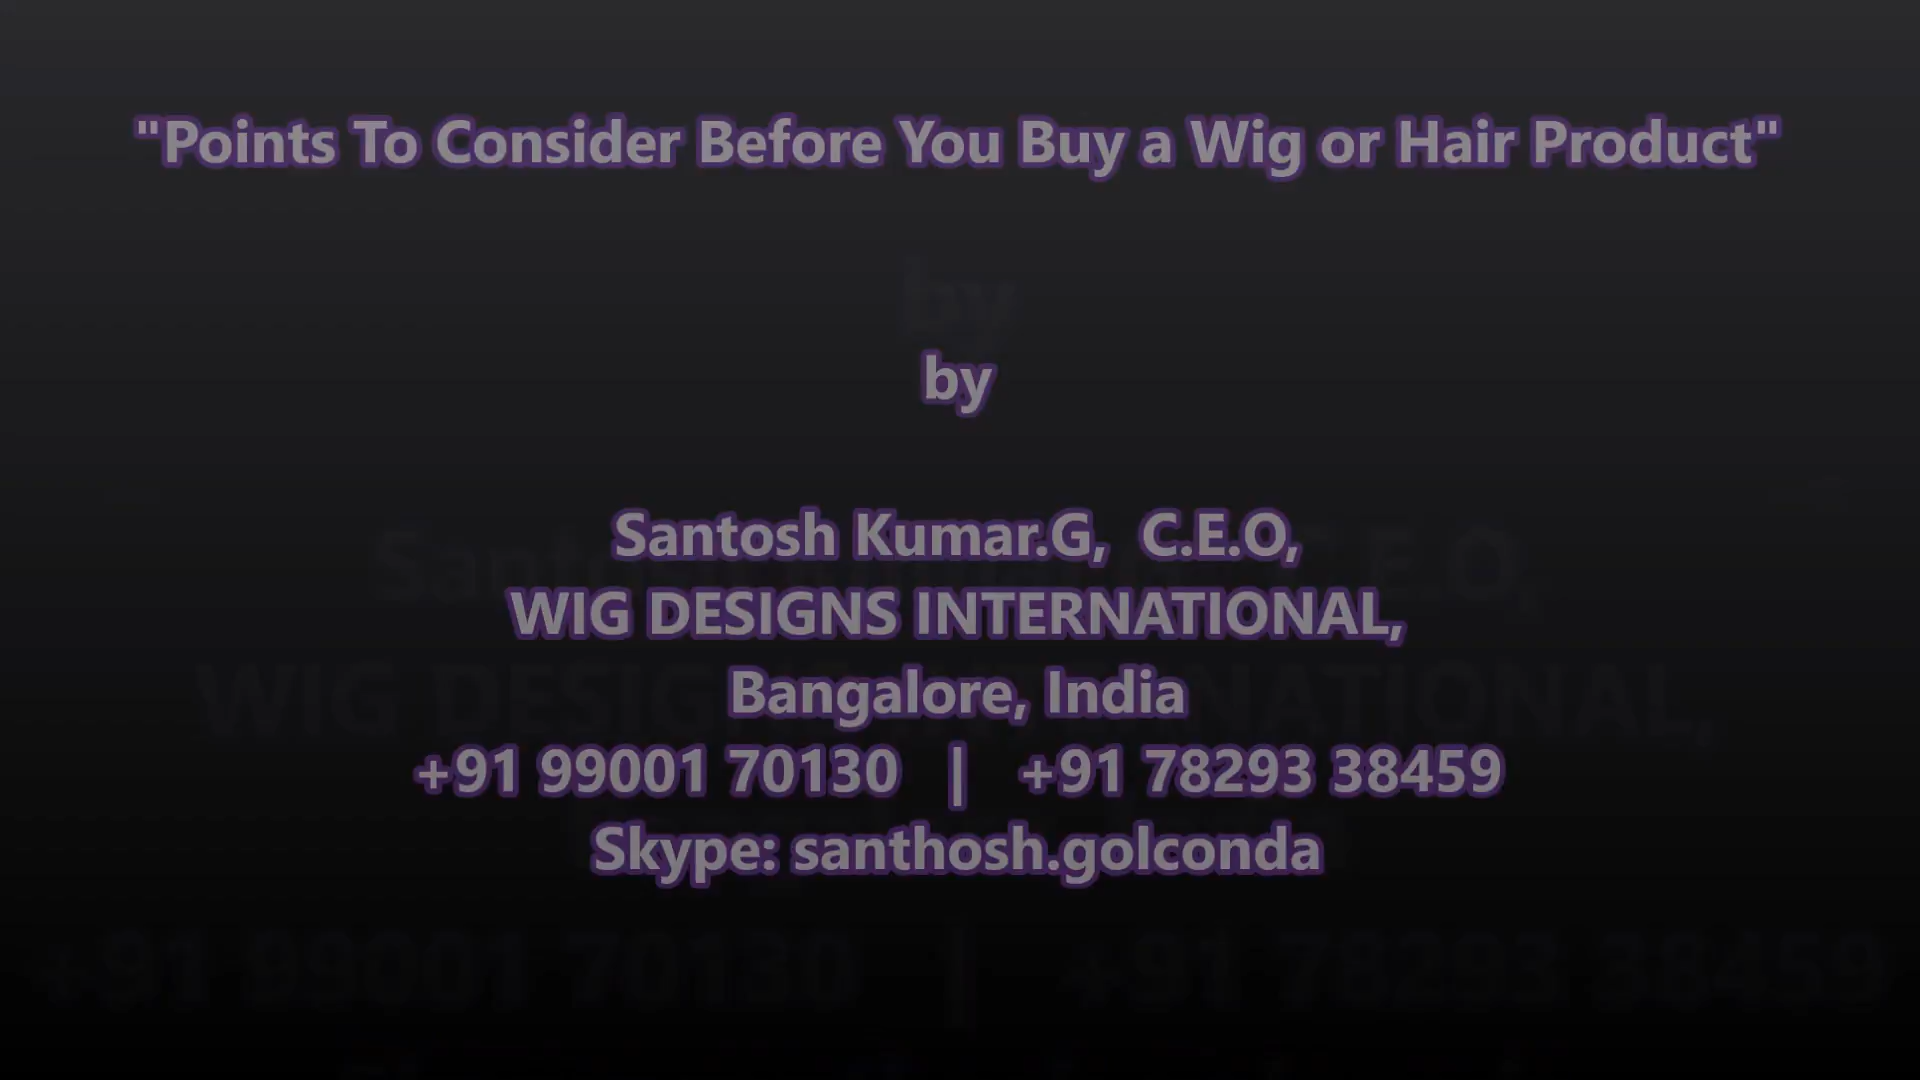 "Points To Consider Before You Buy a Wig or Hair Product"
by
Santosh Kumar.G,  C.E.O,
WIG DESIGNS INTERNATIONAL,
Bangalore, India
+91 99001 70130   |   +91 78293 38459
Skype: santhosh.golconda